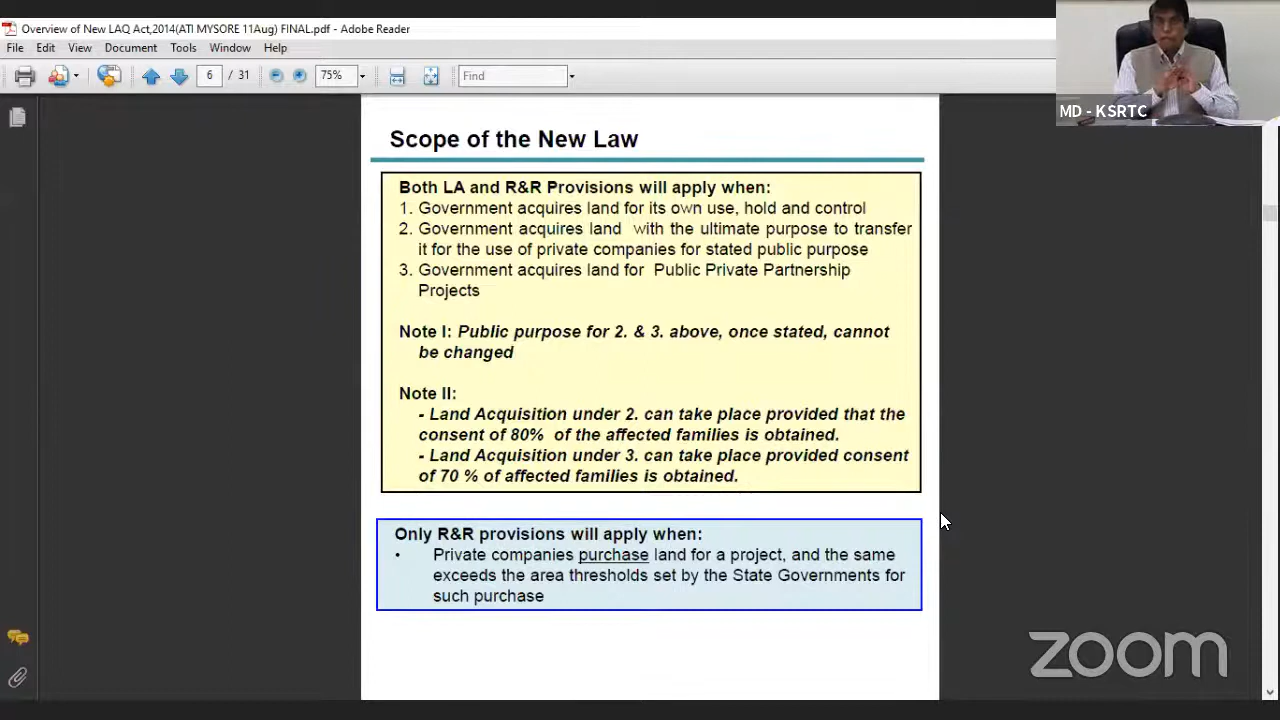 Overview of New LAQ Act,2014(ATI MYSORE 11Aug) FINAL.pdf - Adobe Reader
File Edit View Document Tools Window Help
6 / 31 75% Find
MD - KSRTC
Scope of the New Law
Both LA and R&R Provisions will apply when:
1. Government acquires land for its own use, hold and control
2. Government acquires land with the ultimate purpose to transfer
it for the use of private companies for stated public purpose
3. Government acquires land for Public Private Partnership
Projects
Note I: Public purpose for 2. & 3. above, once stated, cannot
be changed
Note II:
- Land Acquisition under 2. can take place provided that the
consent of 80% of the affected families is obtained.
- Land Acquisition under 3. can take place provided consent
of 70 % of affected families is obtained.
Only R&R provisions will apply when:
• Private companies purchase land for a project, and the same
exceeds the area thresholds set by the State Governments for
such purchase
zoom